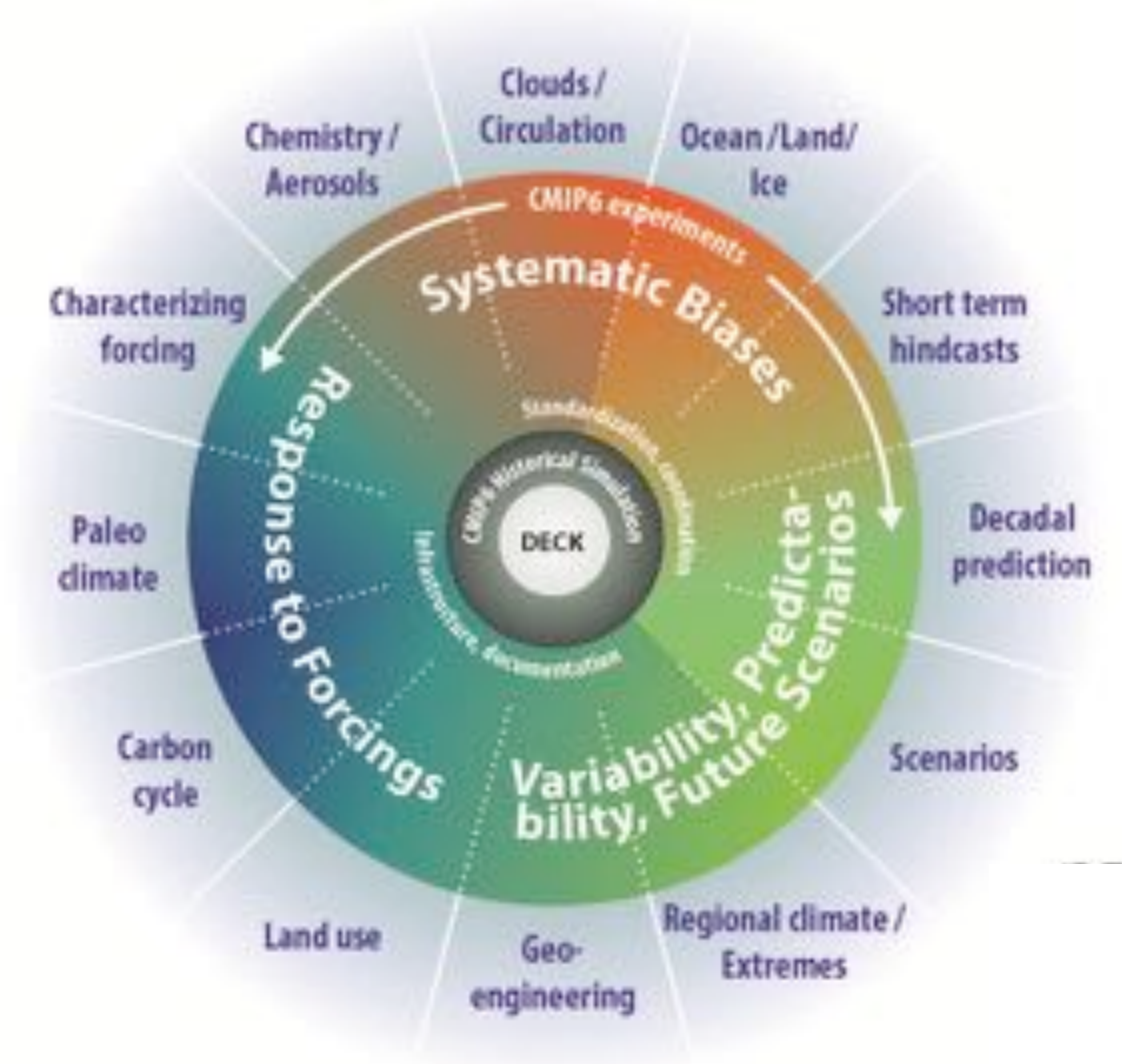 Clouds /
Circulation
Ocean /Land/
Ice
Short term
hindcasts
Decadal
prediction
Scenarios
Regional climate /
Extremes
Geo-
engineering
Land use
Carbon
cycle
Paleo
climate
Characterizing
forcing
Chemistry /
Aerosols
CMIP6 experiments
Systematic Biases
Variability, Predicta-
bility, Future Scenarios
Response to Forcings
Standardization, coordination
Infrastructure, documentation
CMIP6 Historical Simulation
DECK